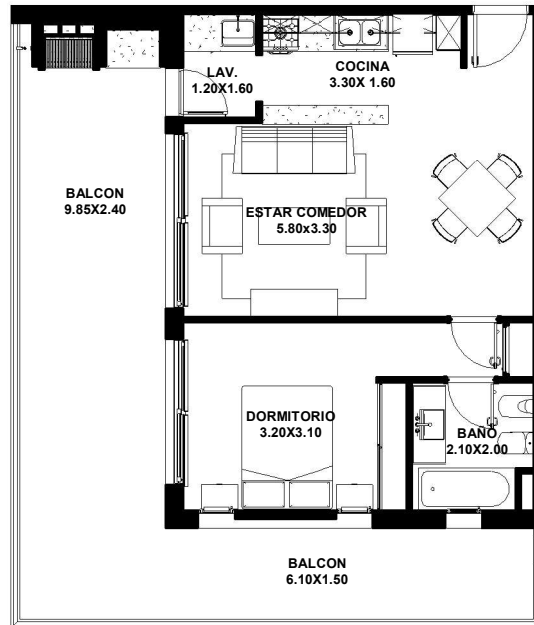 LAV.
1.20X1.60
COCINA
3.30X 1.60
BALCON
9.85X2.40
ESTAR COMEDOR
5.80x3.30
DORMITORIO
3.20X3.10
BAÑO
2.10X2.00
BALCON
6.10X1.50